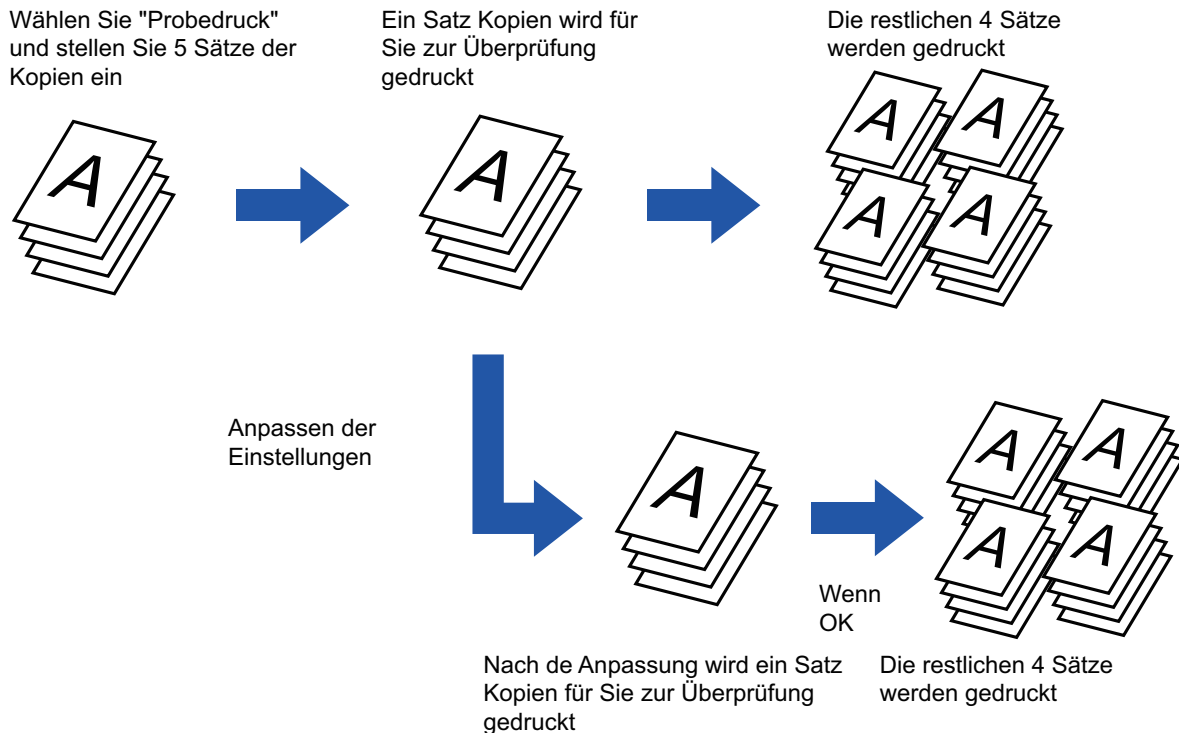 Wählen Sie "Probedruck"
und stellen Sie 5 Sätze der
Kopien ein
Ein Satz Kopien wird für
Sie zur Überprüfung
gedruckt
Die restlichen 4 Sätze
werden gedruckt
A
A
A
A
A
A
Anpassen der
Einstellungen
A
A
A
A
A
Wenn
OK
Nach de Anpassung wird ein Satz
Kopien für Sie zur Überprüfung
gedruckt
Die restlichen 4 Sätze
werden gedruckt